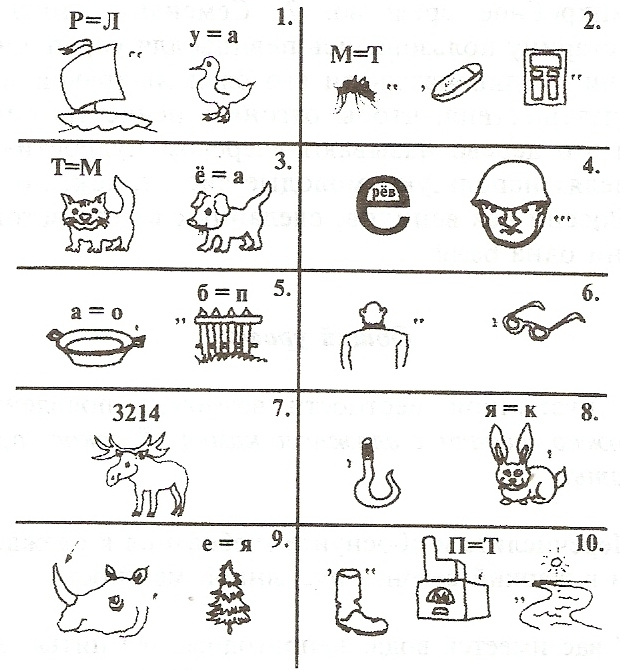 1.
Р=Л
"
у = а
2.
М=Т
"
,
"
3.
Т=М
ё = а
4.
е
рёв
,,,
5.
а = о
'
"
б = п
6.
"
,
7.
3214
8.
,
я = к
,
9.
,
е = я
10.
,
"
П=Т
,
"